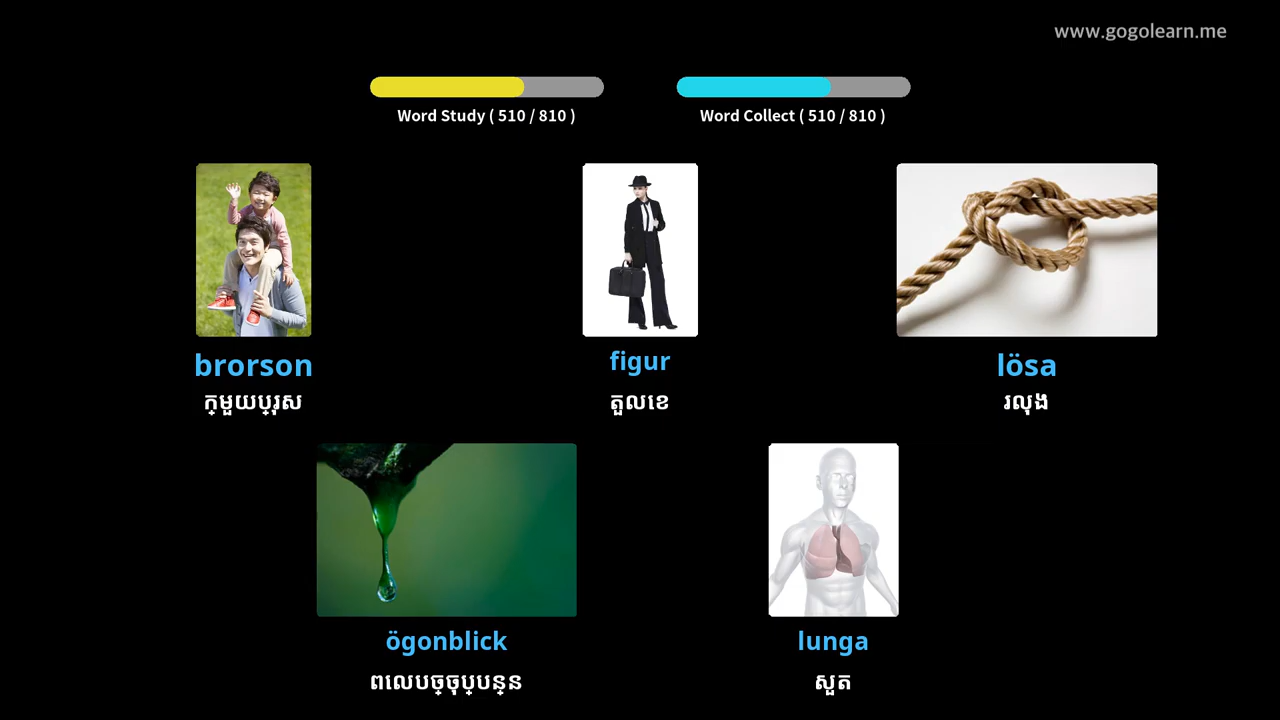 www.gogolearn.me
Word Study ( 510 / 810 )
Word Collect ( 510 / 810 )
brorson
ក្មួយប្រុស
figur
តួលេខ
lösa
រលុង
ögonblick
ពេលបច្ចុប្បន្ន
lunga
សួត